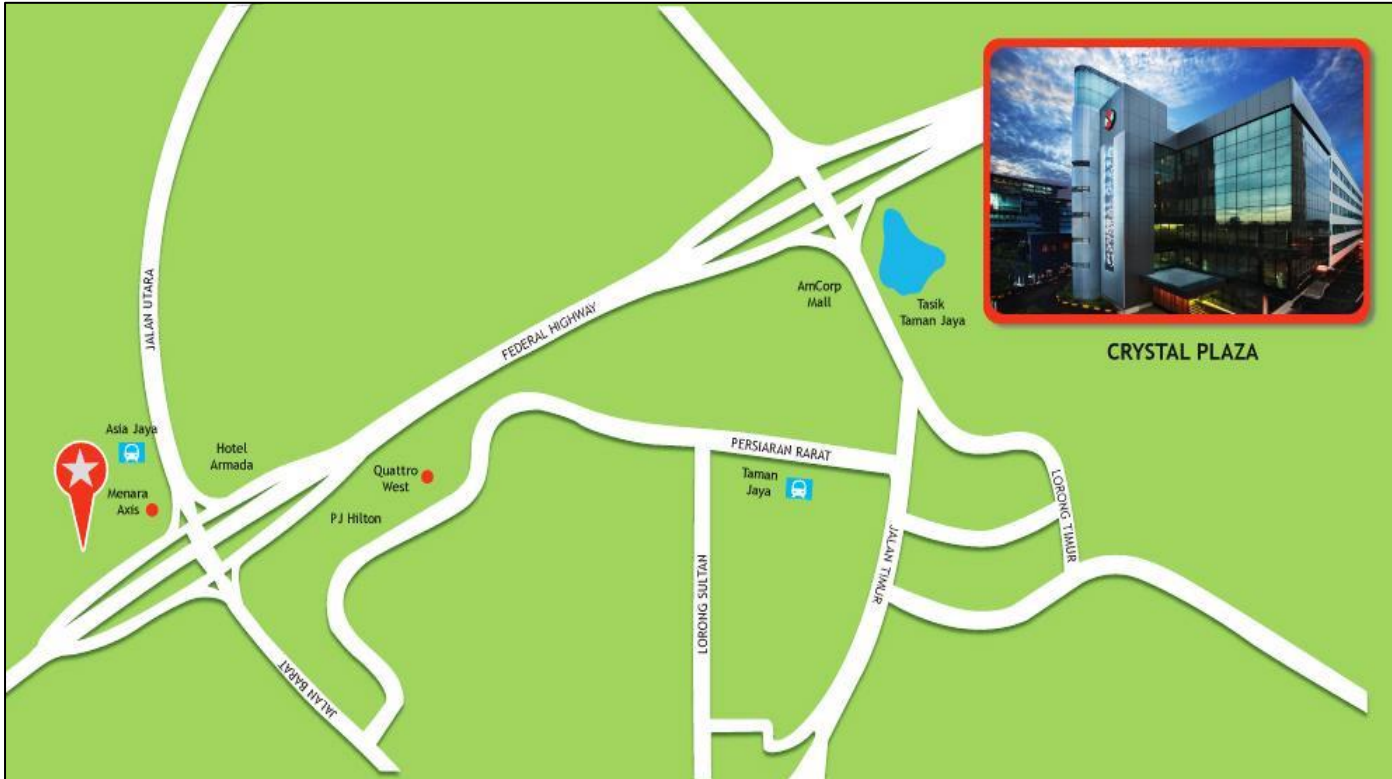 JALAN UTARA
FEDERAL HIGHWAY
AmCorp
Mall
Tasik
Taman Jaya
CRYSTAL PLAZA
Asia Jaya
Hotel
Armada
Menara
Axis
Quattro
West
PJ Hilton
PERSIARAN RARAT
Taman
Jaya
LORONG TIMUR
JALAN TIMUR
LORONG SULTAN
JALAN BARAT